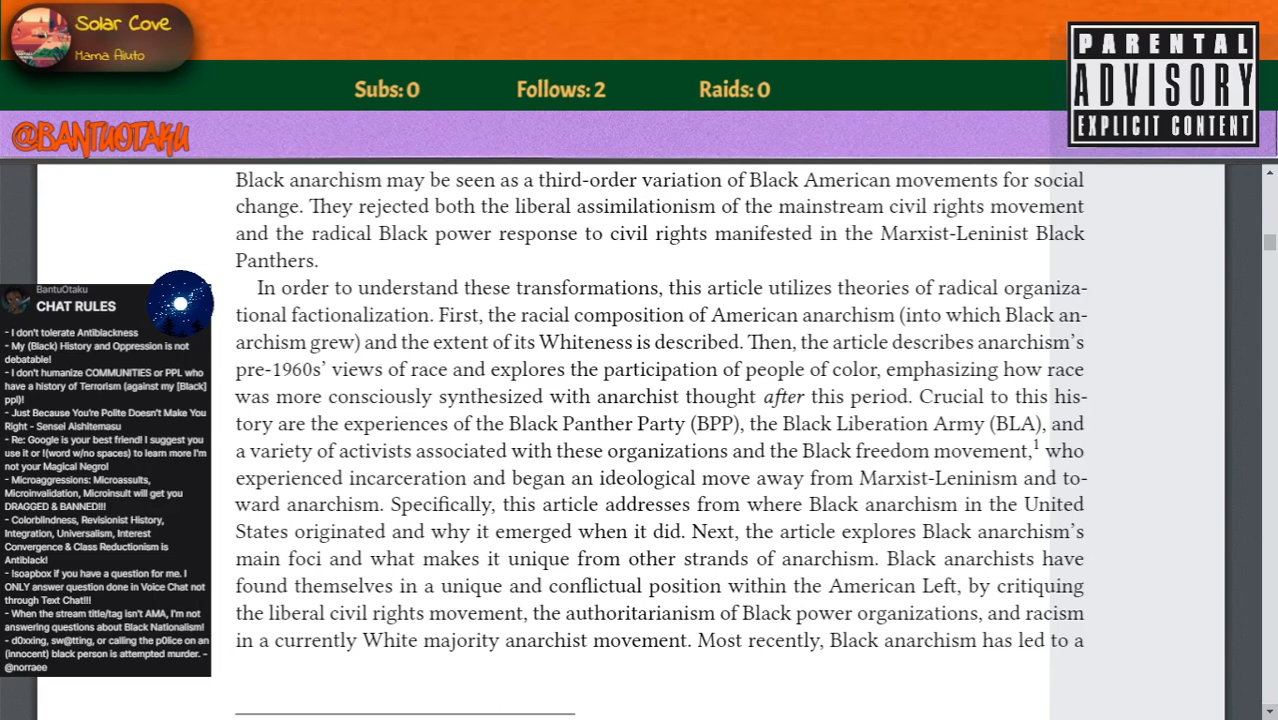 Solar Cove
Mama Aiuto
PARENTAL
ADVISORY
EXPLICIT CONTENT
Subs: 0
Follows: 2
Raids: 0
@BANTUOTAKU
Black anarchism may be seen as a third-order variation of Black American movements for social
change. They rejected both the liberal assimilationism of the mainstream civil rights movement
and the radical Black power response to civil rights manifested in the Marxist-Leninist Black
Panthers.
In order to understand these transformations, this article utilizes theories of radical organiza-
tional factionalization. First, the racial composition of American anarchism (into which Black an-
archism grew) and the extent of its Whiteness is described. Then, the article describes anarchism's
pre-1960s' views of race and explores the participation of people of color, emphasizing how race
was more consciously synthesized with anarchist thought after this period. Crucial to this his-
tory are the experiences of the Black Panther Party (BPP), the Black Liberation Army (BLA), and
a variety of activists associated with these organizations and the Black freedom movement,1 who
experienced incarceration and began an ideological move away from Marxist-Leninism and to-
ward anarchism. Specifically, this article addresses from where Black anarchism in the United
States originated and why it emerged when it did. Next, the article explores Black anarchism's
main foci and what makes it unique from other strands of anarchism. Black anarchists have
found themselves in a unique and conflictual position within the American Left, by critiquing
the liberal civil rights movement, the authoritarianism of Black power organizations, and racism
in a currently White majority anarchist movement. Most recently, Black anarchism has led to a
BantuOtaku
CHAT RULES
- I don't tolerate Antiblackness
- My (Black) History and Oppression is not
debatable!
- I don't humanize COMMUNITIES or PPL who
have a history of Terrorism (against my [Black]
ppl)!
- Just Because You're Polite Doesn't Make You
Right - Sensei Aishitemasu
- Re: Google is your best friend! I suggest you
use it or !(word w/no spaces) to learn more I'm
not your Magical Negro!
- Microaggressions: Microassults,
Microinvalidation, Microinsult will get you
DRAGGED & BANNED!!!
- Colorblindness, Revisionist History,
Integration, Universalism, Interest
Convergence & Class Reductionism is
Antiblack!
- !soapbox if you have a question for me. I
ONLY answer question done in Voice Chat not
through Text Chat!!!
- When the stream title/tag isn't AMA, I'm not
answering questions about Black Nationalism!
- d0xxing, sw@tting, or calling the p0lice on an
(innocent) black person is attempted murder. -
@norraee